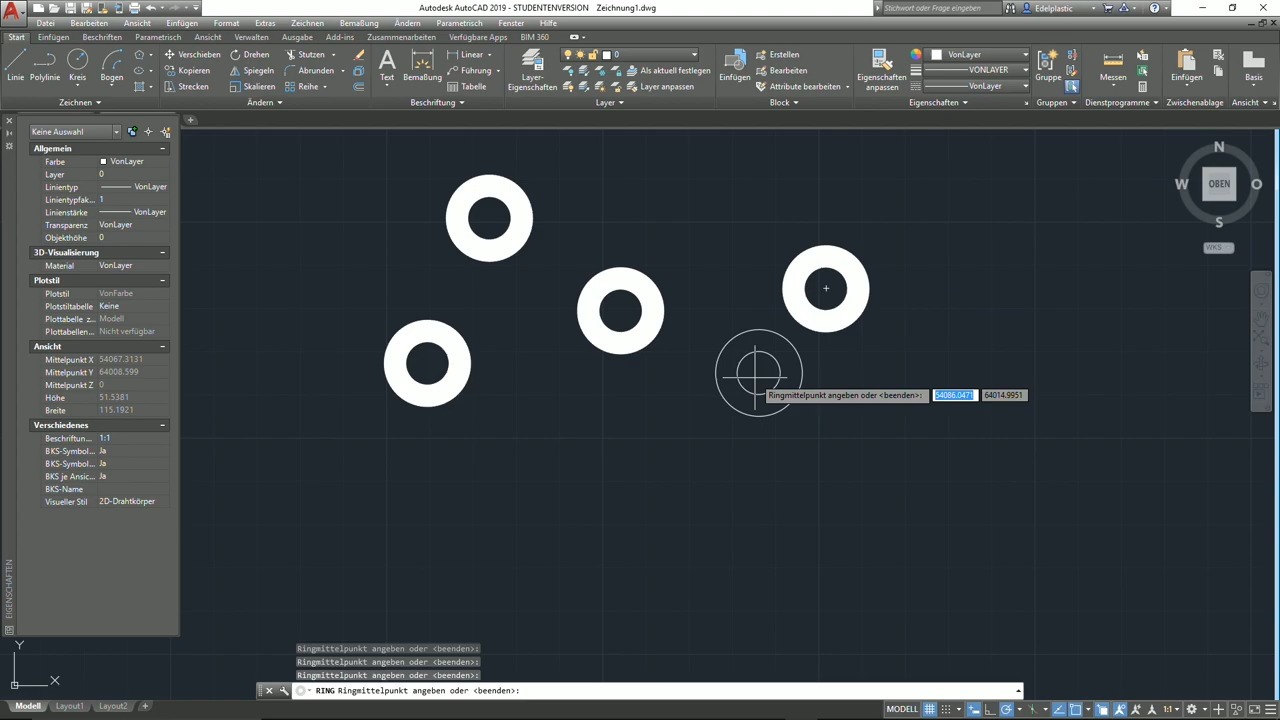 Autodesk AutoCAD 2019 - STUDENTENVERSION Zeichnung1.dwg
Stichwort oder Frage eingeben
Edelplastic
Datei Bearbeiten Ansicht Einfügen Format Extras Zeichnen Bemaßung Ändern Parametrisch Fenster Hilfe
Start Einfügen Beschriften Parametrisch Ansicht Verwalten Ausgabe Add-ins Zusammenarbeiten Verfügbare Apps BIM 360
Linie Polylinie Kreis Bogen
Verschieben Drehen Stutzen
Kopieren Spiegeln Abrunden
Strecken Skalieren Reihe
Text Bemaßung
Linear
Führung
Tabelle
Layer-Eigenschaften
0
Als aktuell festlegen
Layer anpassen
Einfügen
Erstellen
Bearbeiten
Attribute bearbeiten
Eigenschaften anpassen
VonLayer
VONLAYER
VonLayer
Gruppe
Messen
Einfügen
Basis
Zeichnen Ändern Beschriftung Layer Block Eigenschaften Gruppen Dienstprogramme Zwischenablage Ansicht
Keine Auswahl
Allgemein
Farbe VonLayer
Layer 0
Linientyp VonLayer
Linientypfak... 1
Linienstärke VonLayer
Transparenz VonLayer
Objekthöhe 0
3D-Visualisierung
Material VonLayer
Plotstil
Plotstil VonFarbe
Plotstiltabelle Keine
Plottabelle z... Modell
Plottabellen... Nicht verfügbar
Ansicht
Mittelpunkt X 54067.3131
Mittelpunkt Y 64008.599
Mittelpunkt Z 0
Höhe 51.5381
Breite 115.1921
Verschiedenes
Beschriftun... 1:1
BKS-Symbol... Ja
BKS-Symbol... Ja
BKS je Ansic... Ja
BKS-Name
Visueller Stil 2D-Drahtkörper
EIGENSCHAFTEN
N
W OBEN O
S
WKS
Ringmittelpunkt angeben oder <beenden>: 54086.0471 64014.9951
Y
X
Ringmittelpunkt angeben oder <beenden>:
Ringmittelpunkt angeben oder <beenden>:
Ringmittelpunkt angeben oder <beenden>:
RING Ringmittelpunkt angeben oder <beenden>:
Modell Layout1 Layout2
MODELL
1:1